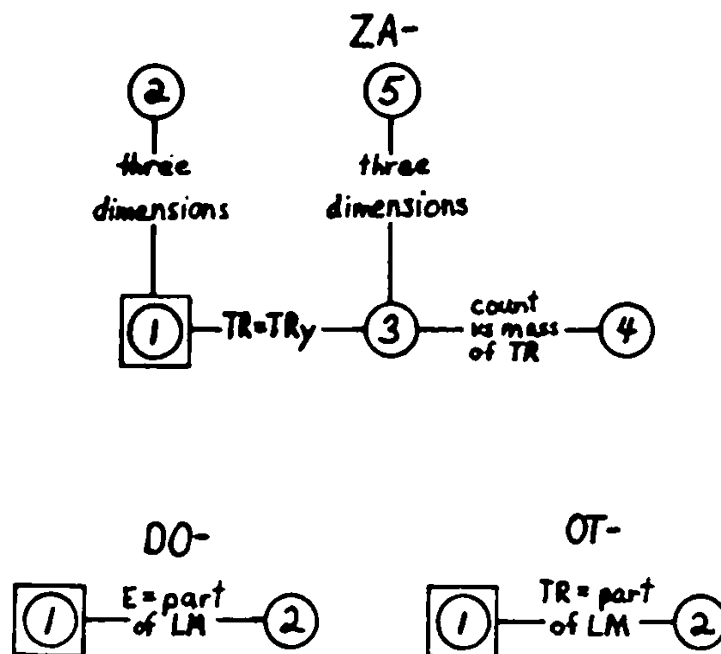 ZA-
2 5
three three
dimensions dimensions
1 TR=TRy 3 count
vs mass
of TR 4
DO- OT-
1 E = part
of LM 2 1 TR = part
of LM 2